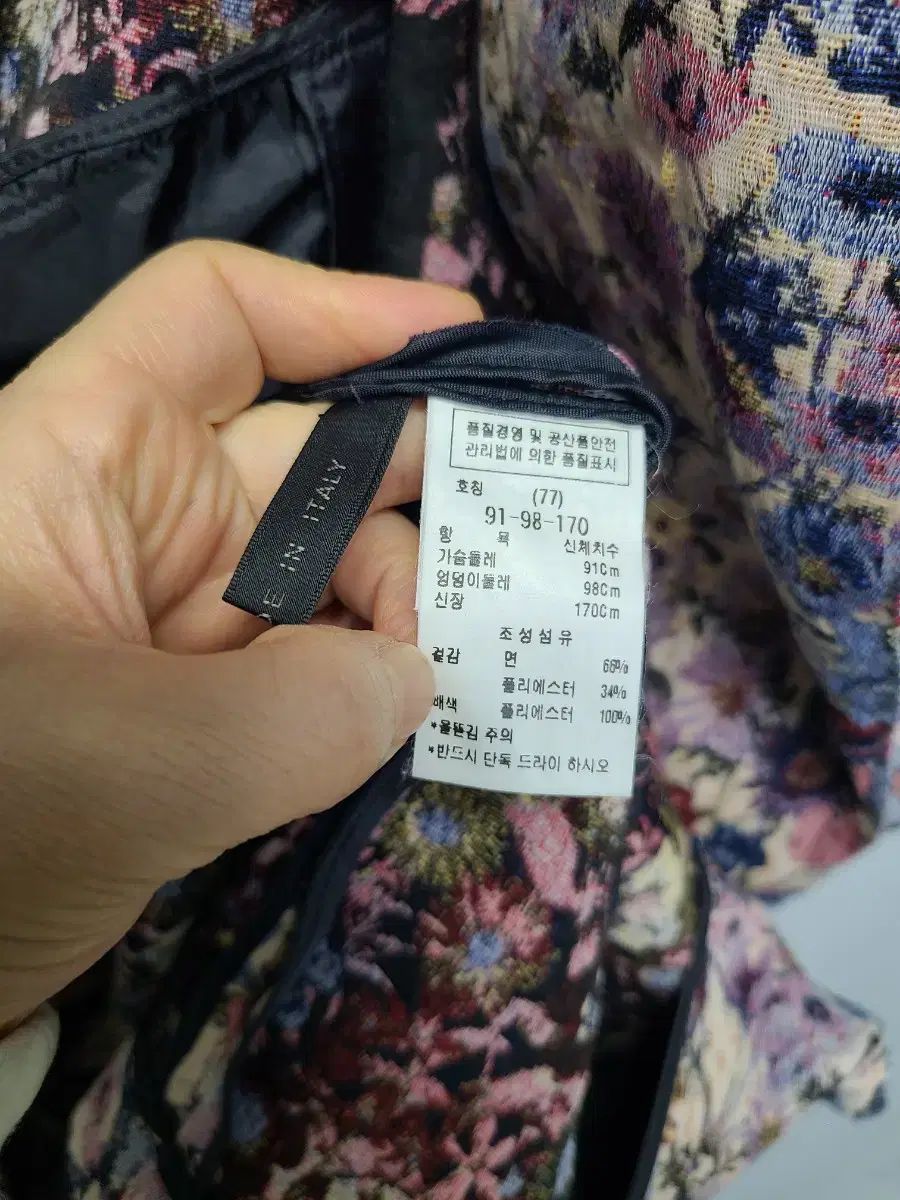 품질경영 및 공산품안전
관리법에 의한 품질표시
호칭 (77)
91-98-170
항 목 신체치수
가슴둘레 91Cm
엉덩이둘레 98Cm
신장 170Cm
조성섬유
겉감 면 66%
폴리에스터 34%
배색 폴리에스터 100%
*올뜯김 주의
*반드시 단독 드라이 하시오
DE IN ITALY